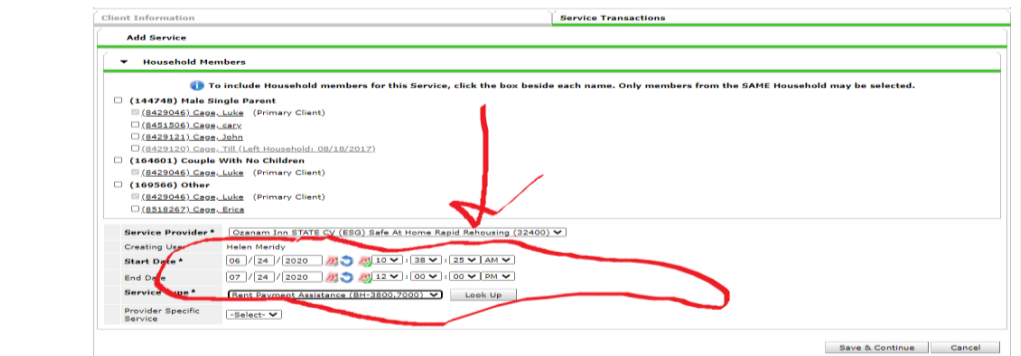 Client Information Service Transactions
Add Service
Household Members
To include Household members for this Service, click the box beside each name. Only members from the SAME Household may be selected.
(144748) Male Single Parent
(8429046) Cage, Luke (Primary Client)
(8451506) Cage, cary
(8429121) Cage, John
(8429120) Cage, Till (Left Household: 08/18/2017)
(164601) Couple With No Children
(8429046) Cage, Luke (Primary Client)
(169566) Other
(8429046) Cage, Luke (Primary Client)
(8518267) Cage, Erica
Service Provider * Ozanam Inn STATE CV (ESG) Safe At Home Rapid Rehousing (32400)
Creating User Helen Meridy
Start Date * 06 / 24 / 2020 10 : 38 : 25 AM
End Date 07 / 24 / 2020 12 : 00 : 00 PM
Service Type * Rent Payment Assistance (BH-3800.7000) Look Up
Provider Specific
Service -Select-
Save & Continue Cancel